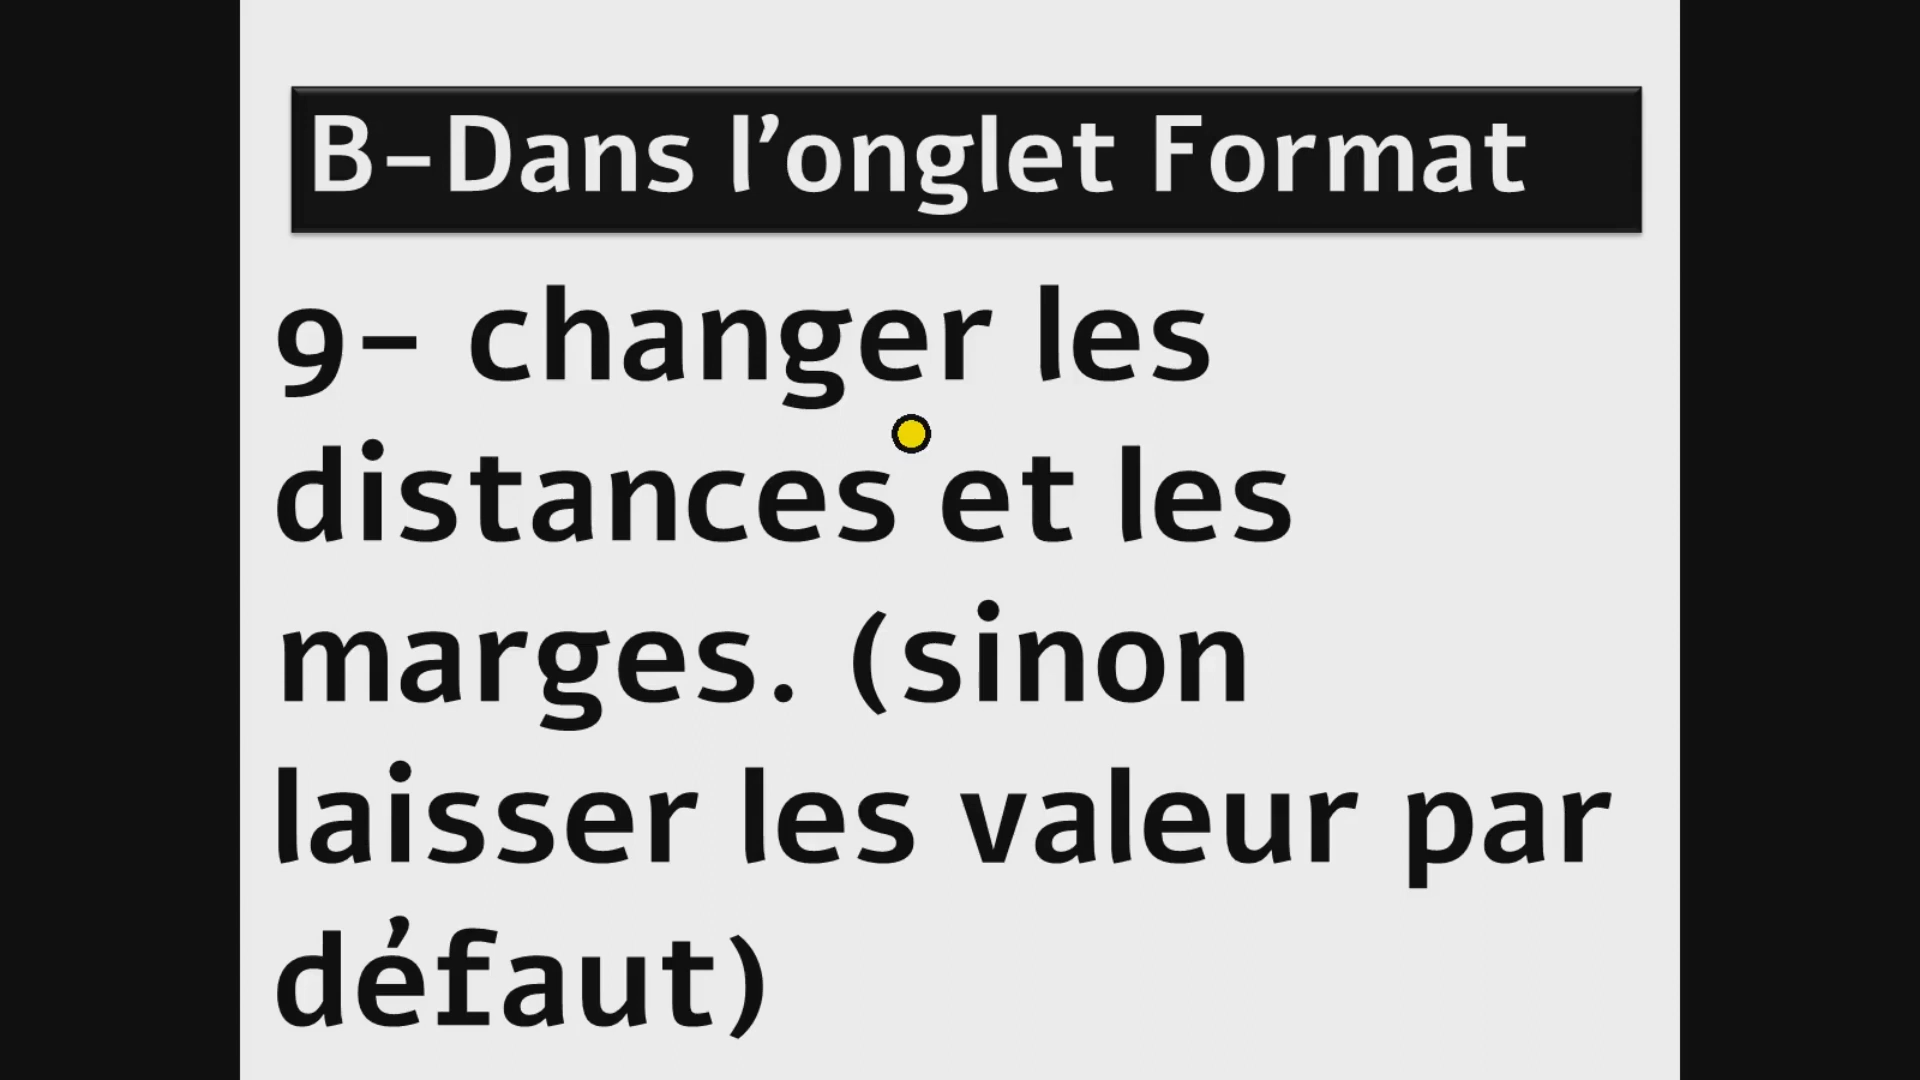 B-Dans l’onglet Format
9- changer les
distances et les
marges. (sinon
laisser les valeur par
défaut)